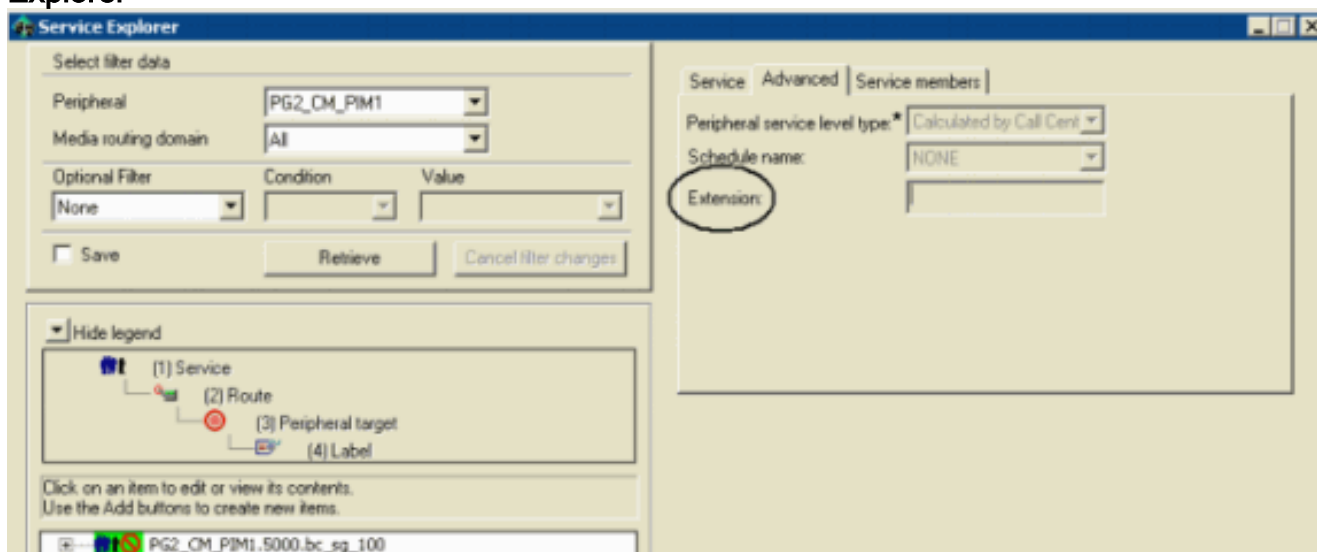 Explorer
Service Explorer
Select filter data
Peripheral PG2_CM_PIM1
Media routing domain All
Optional Filter Condition Value
None
Save Retrieve Cancel filter changes
Hide legend
(1) Service
(2) Route
(3) Peripheral target
(4) Label
Click on an item to edit or view its contents.
Use the Add buttons to create new items.
PG2_CM_PIM1.5000.bc_sg_100
Service Advanced Service members
Peripheral service level type:* Calculated by Call Cent
Schedule name: NONE
Extension: